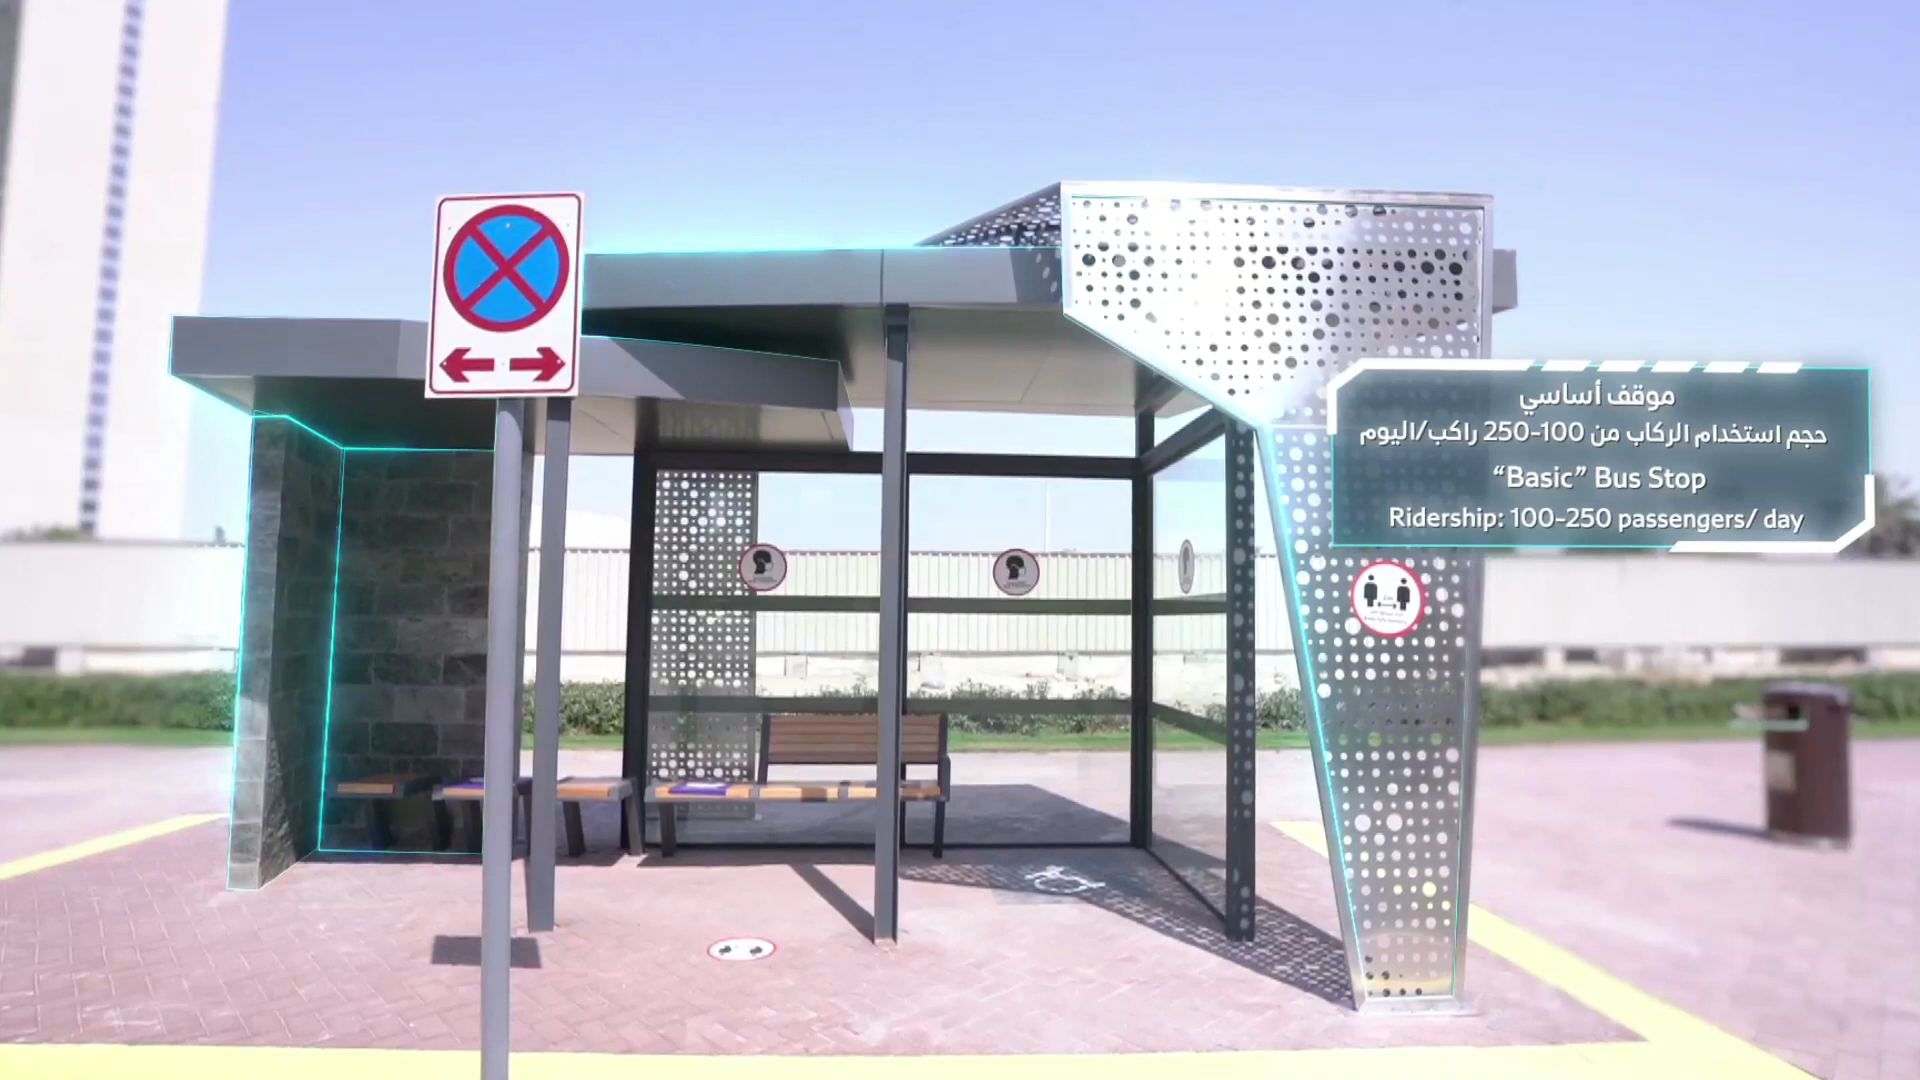 موقف أساسي
حجم استخدام الركاب من 100-250 راكب/اليوم
“Basic” Bus Stop
Ridership: 100-250 passengers/ day